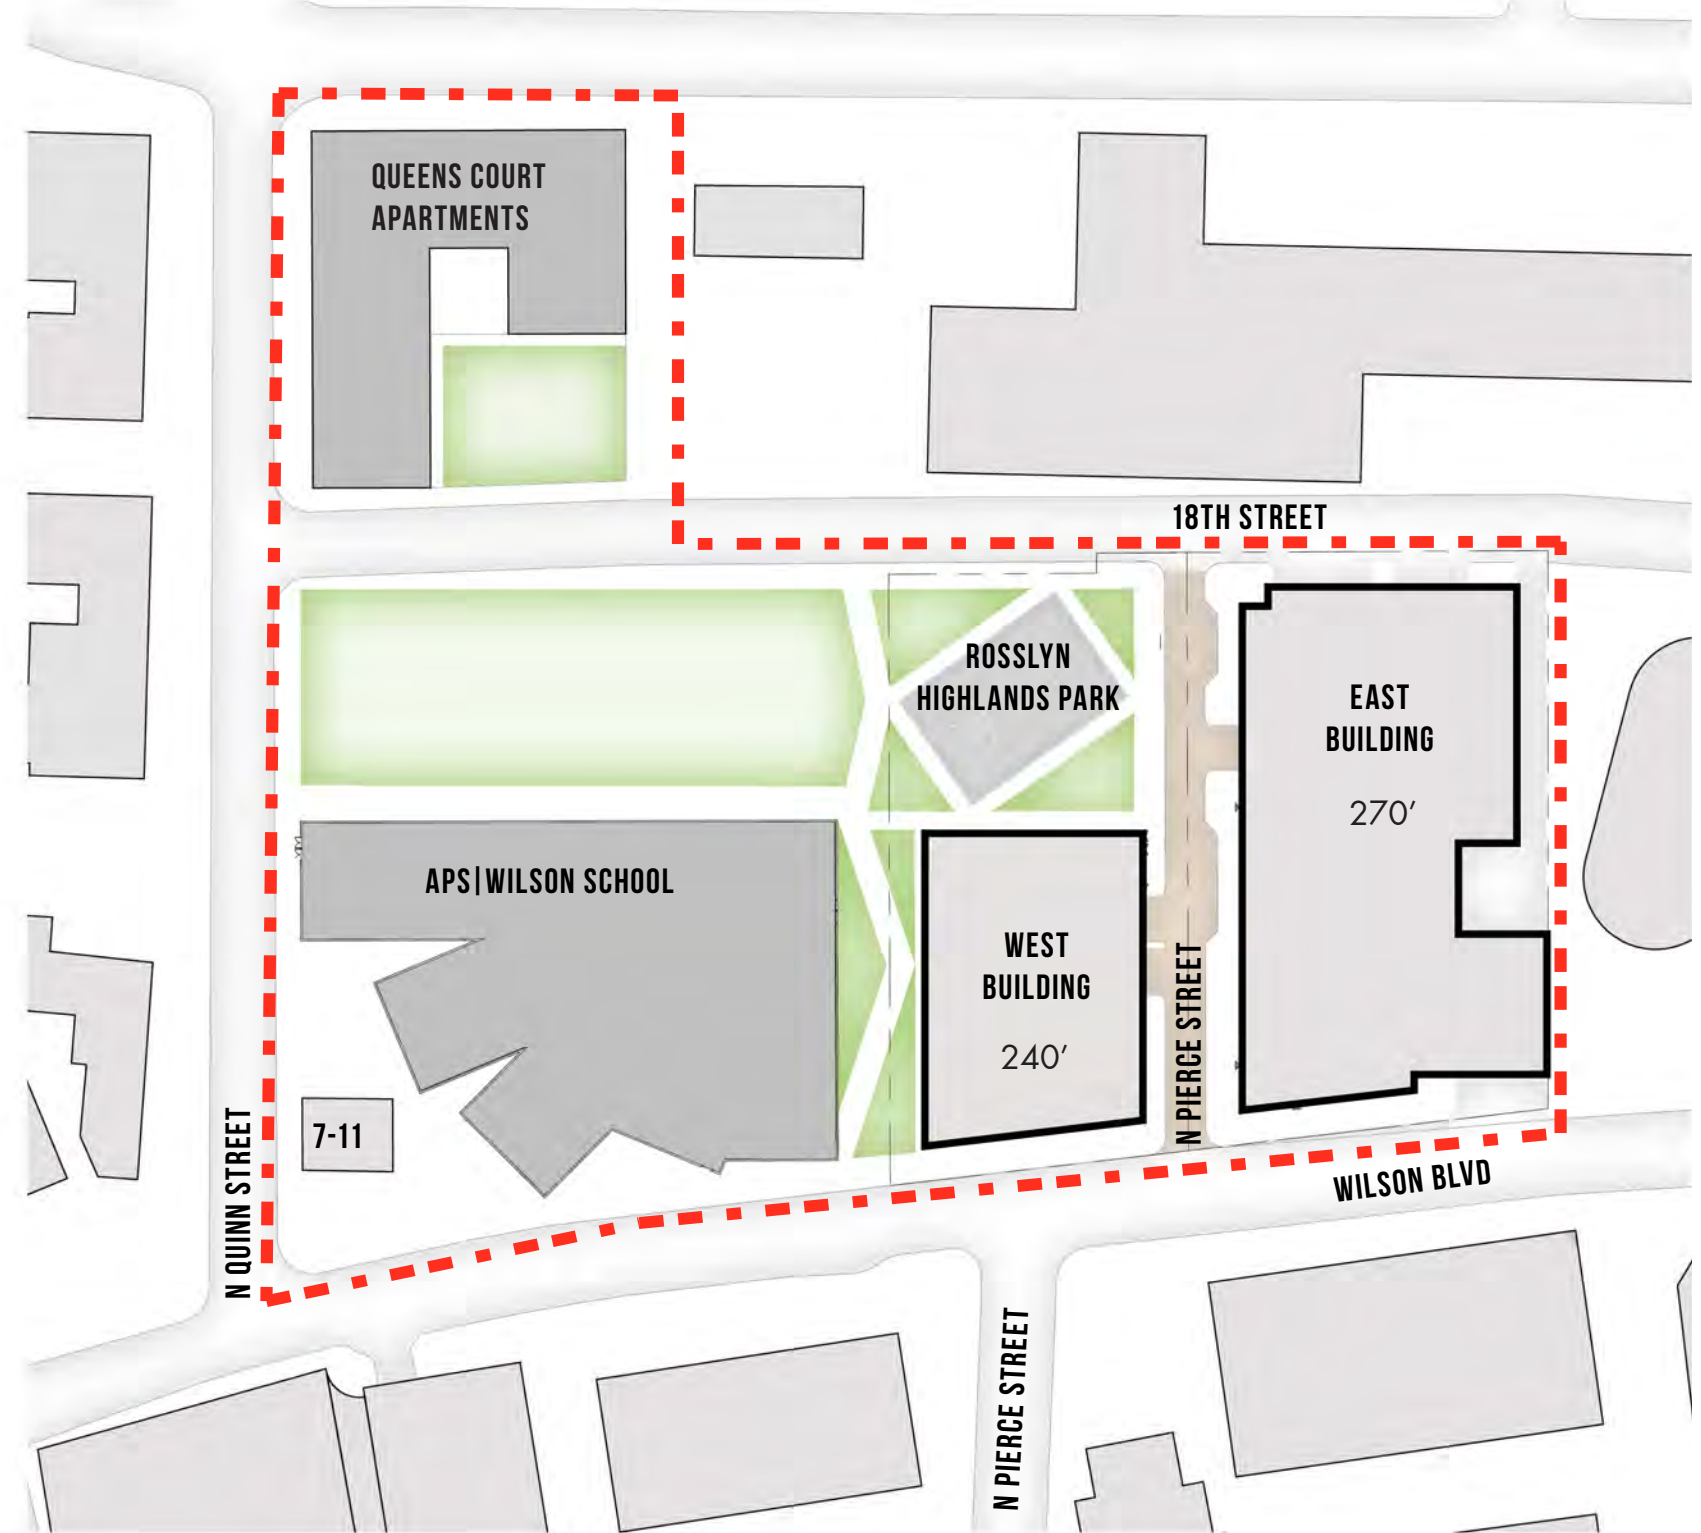 QUEENS COURT
APARTMENTS
18TH STREET
ROSSLYN
HIGHLANDS PARK
EAST
BUILDING
270'
APS|WILSON SCHOOL
WEST
BUILDING
240'
N PIERCE STREET
7-11
N QUINN STREET
WILSON BLVD
N PIERCE STREET